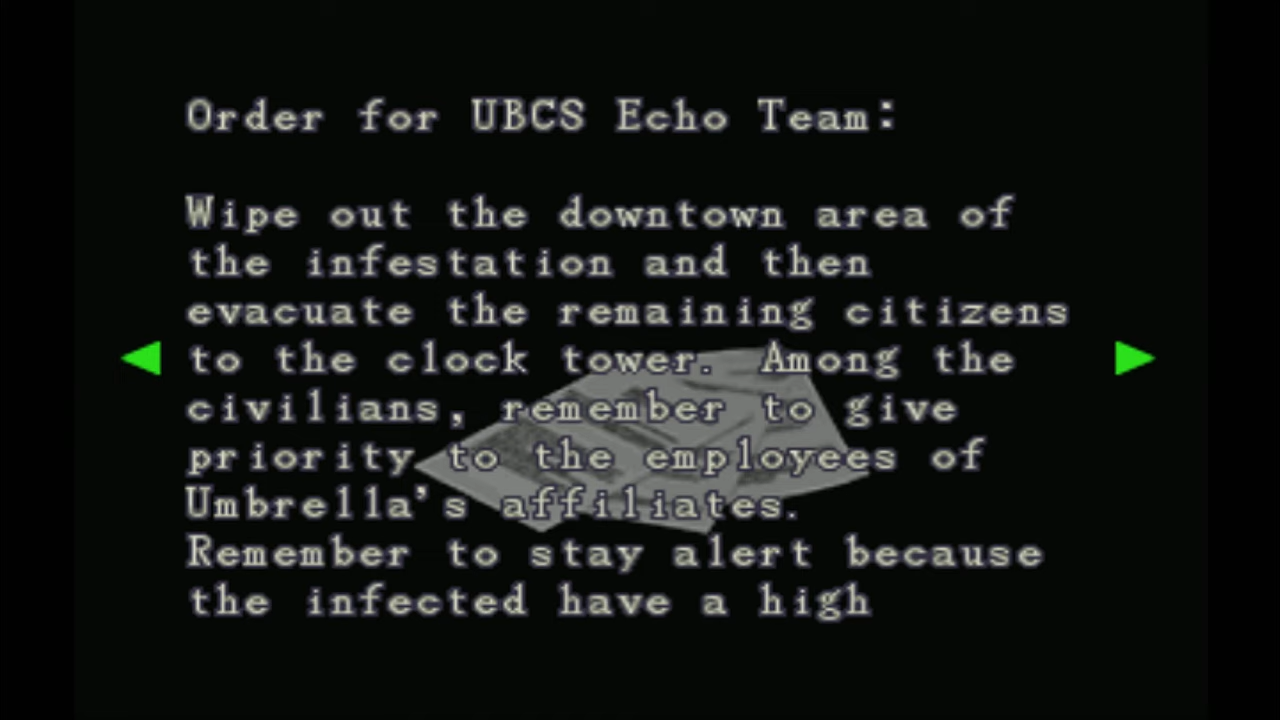 Order for UBCS Echo Team:
Wipe out the downtown area of
the infestation and then
evacuate the remaining citizens
to the clock tower. Among the
civilians, remember to give
priority to the employees of
Umbrella's affiliates.
Remember to stay alert because
the infected have a high